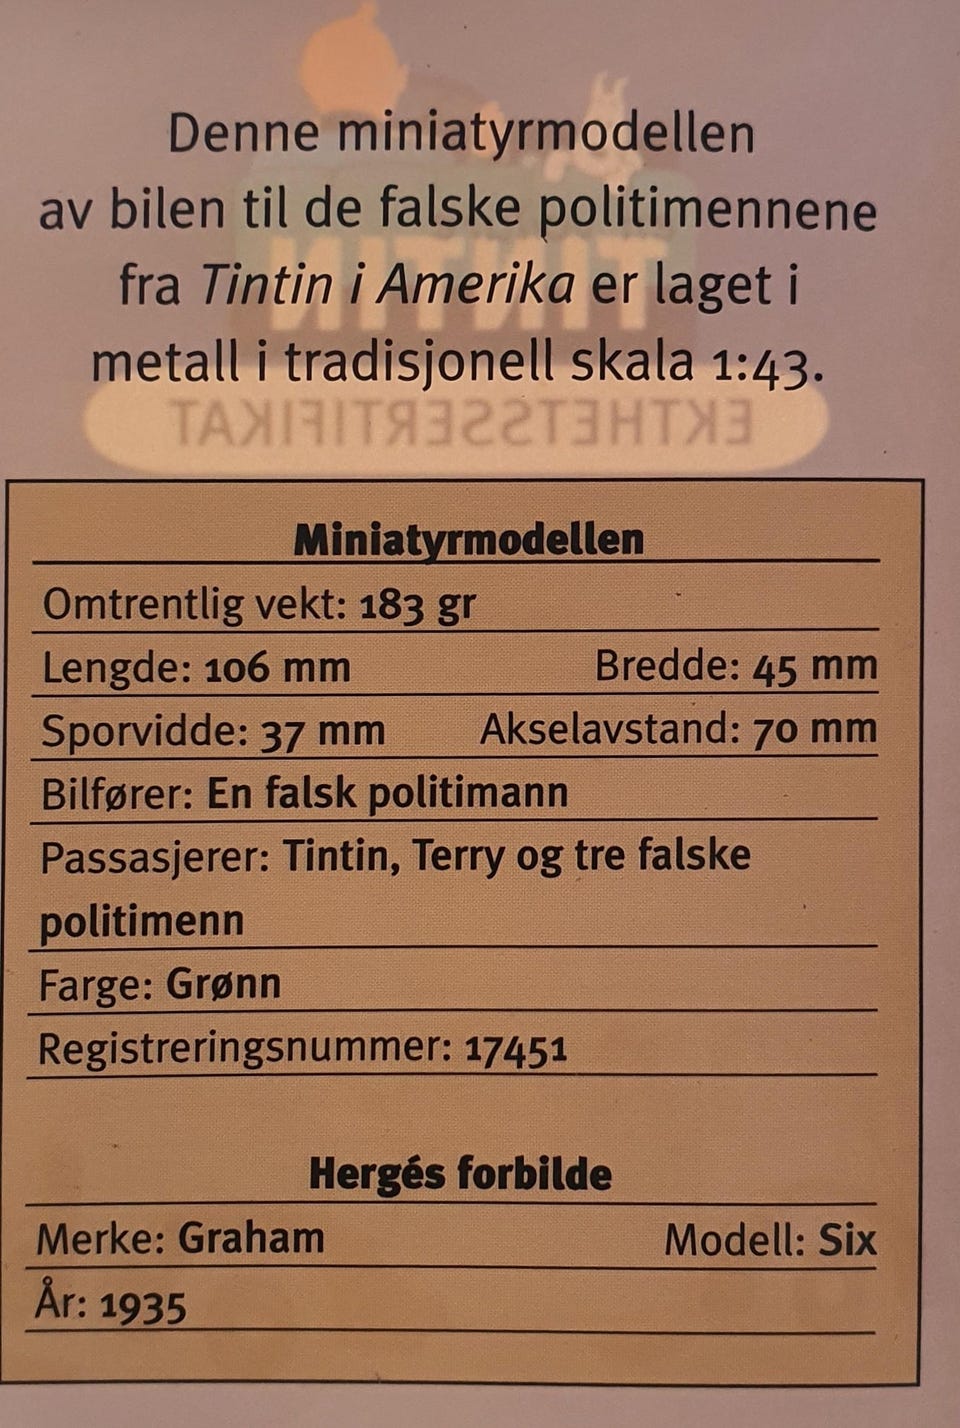 Denne miniatyrmodellen
av bilen til de falske politimennene
fra Tintin i Amerika er laget i
metall i tradisjonell skala 1:43.
TINTIN
EKTHETSSERTIFIKAT
Miniatyrmodellen
Omtrentlig vekt: 183 gr
Lengde: 106 mm Bredde: 45 mm
Sporvidde: 37 mm Akselavstand: 70 mm
Bilfører: En falsk politimann
Passasjerer: Tintin, Terry og tre falske
politimenn
Farge: Grønn
Registreringsnummer: 17451
Hergés forbilde
Merke: Graham Modell: Six
År: 1935